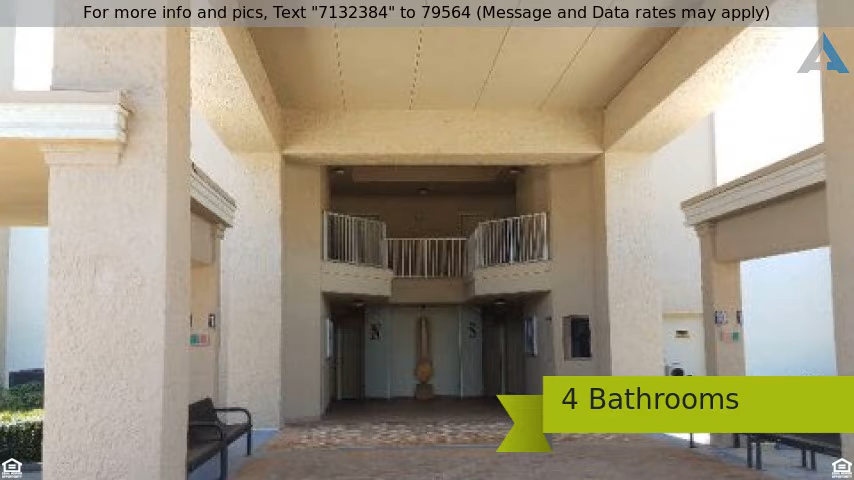 For more info and pics, Text "7132384" to 79564 (Message and Data rates may apply)
4 Bathrooms